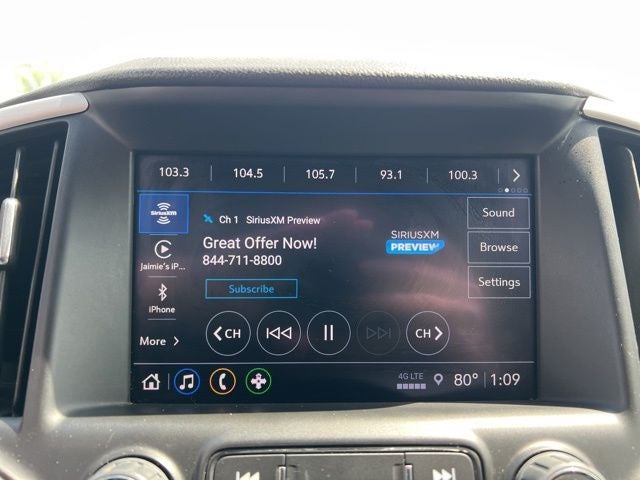 103.3 104.5 105.7 93.1 100.3
SiriusXM
Ch 1 SiriusXM Preview
Great Offer Now!
844-711-8800
SIRIUSXM
PREVIEW
Subscribe
Sound
Browse
Settings
Jaimie's iP...
iPhone
More
CH
CH
4G LTE
80° 1:09